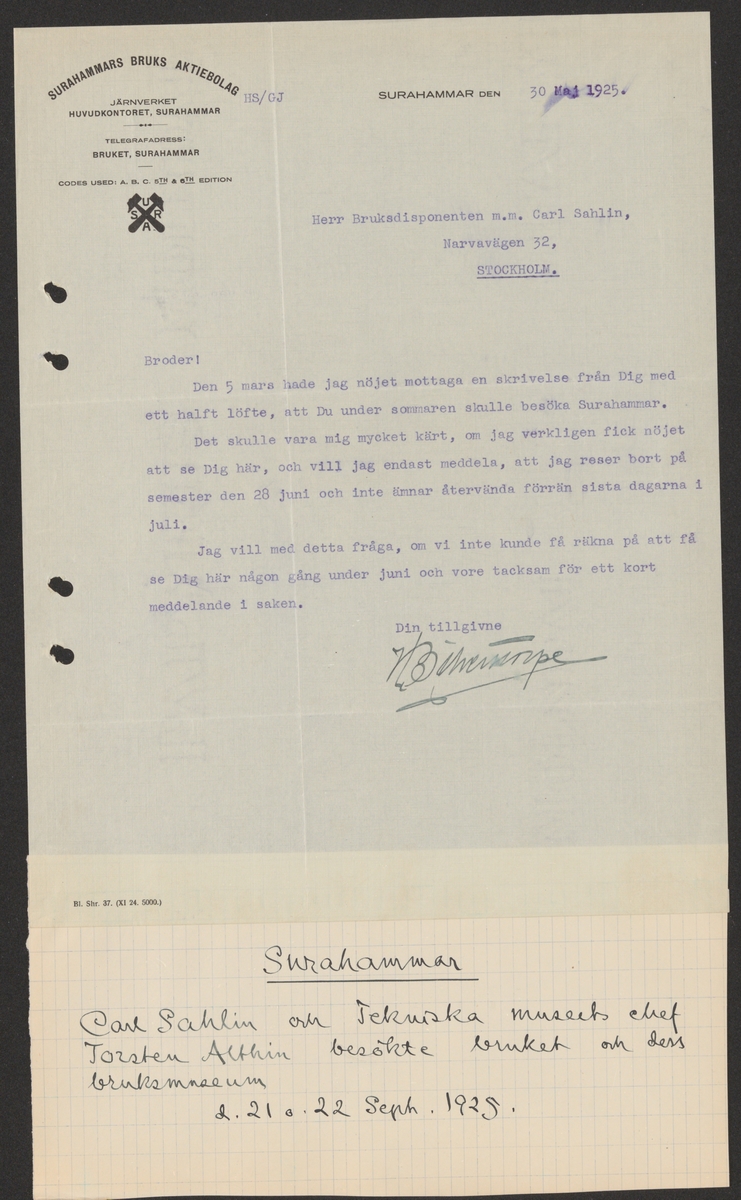 SURAHAMMARS BRUKS AKTIEBOLAG
JÄRNVERKET
HUVUDKONTORET, SURAHAMMAR
TELEGRAFADRESS:
BRUKET, SURAHAMMAR
CODES USED: A. B. C. 5TH & 6TH EDITION
SURA
HS/GJ
SURAHAMMAR DEN 30 Maj 1925.
Herr Bruksdisponenten m.m. Carl Sahlin,
Narvavägen 32,
STOCKHOLM.
Broder!
Den 5 mars hade jag nöjet mottaga en skrivelse från Dig med
ett halft löfte, att Du under sommaren skulle besöka Surahammar.
Det skulle vara mig mycket kärt, om jag verkligen fick nöjet
att se Dig här, och vill jag endast meddela, att jag reser bort på
semester den 28 juni och inte ämnar återvända förrän sista dagarna i
juli.
Jag vill med detta fråga, om vi inte kunde få räkna på att få
se Dig här någon gång under juni och vore tacksam för ett kort
meddelande i saken.
Din tillgivne
Bl. Shr. 37. (XI 24. 5000.)
Surahammar
Carl Sahlin och Tekniska museets chef
Torsten Althin besökte bruket och dess
bruksmuseum
d. 21 o. 22 Sept. 1925.